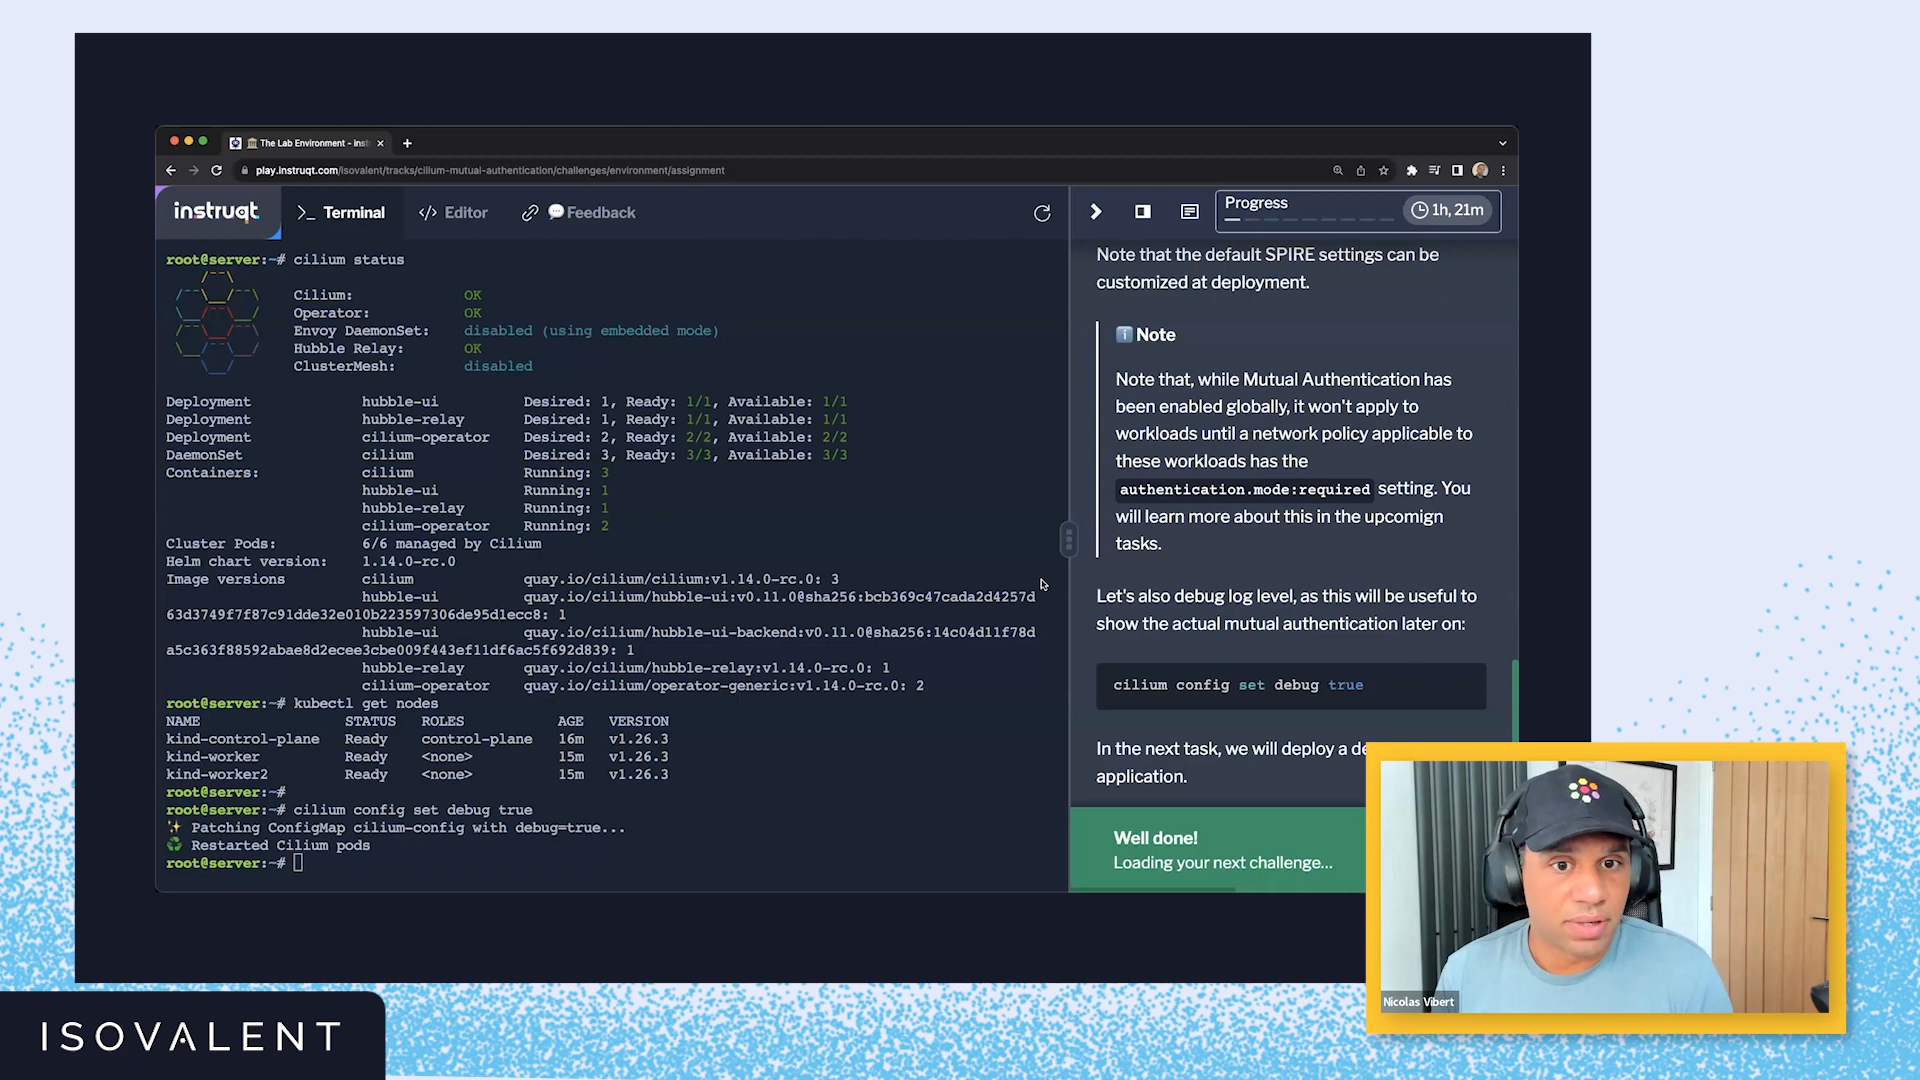 The Lab Environment - Inst
play.instruqt.com/isovalent/tracks/cilium-mutual-authentication/challenges/environment/assignment
instruqt
>_ Terminal
</> Editor
Feedback
Progress
1h, 21m
root@server:~# cilium status
Cilium: OK
Operator: OK
Envoy DaemonSet: disabled (using embedded mode)
Hubble Relay: OK
ClusterMesh: disabled
Deployment hubble-ui Desired: 1, Ready: 1/1, Available: 1/1
Deployment hubble-relay Desired: 1, Ready: 1/1, Available: 1/1
Deployment cilium-operator Desired: 2, Ready: 2/2, Available: 2/2
DaemonSet cilium Desired: 3, Ready: 3/3, Available: 3/3
Containers: cilium Running: 3
hubble-ui Running: 1
hubble-relay Running: 1
cilium-operator Running: 2
Cluster Pods: 6/6 managed by Cilium
Helm chart version: 1.14.0-rc.0
Image versions cilium quay.io/cilium/cilium:v1.14.0-rc.0: 3
hubble-ui quay.io/cilium/hubble-ui:v0.11.0@sha256:bcb369c47cada2d4257d
63d3749f7f87c91dde32e010b223597306de95d1ecc8: 1
hubble-ui quay.io/cilium/hubble-ui-backend:v0.11.0@sha256:14c04d11f78d
a5c363f88592abae8d2ecee3cbe009f443ef11df6ac5f692d839: 1
hubble-relay quay.io/cilium/hubble-relay:v1.14.0-rc.0: 1
cilium-operator quay.io/cilium/operator-generic:v1.14.0-rc.0: 2
root@server:~# kubectl get nodes
NAME STATUS ROLES AGE VERSION
kind-control-plane Ready control-plane 16m v1.26.3
kind-worker Ready <none> 15m v1.26.3
kind-worker2 Ready <none> 15m v1.26.3
root@server:~#
root@server:~# cilium config set debug true
✨ Patching ConfigMap cilium-config with debug=true...
♻️ Restarted Cilium pods
root@server:~#
Note that the default SPIRE settings can be
customized at deployment.
ℹ️ Note
Note that, while Mutual Authentication has
been enabled globally, it won't apply to
workloads until a network policy applicable to
these workloads has the
authentication.mode:required setting. You
will learn more about this in the upcomign
tasks.
Let's also debug log level, as this will be useful to
show the actual mutual authentication later on:
cilium config set debug true
In the next task, we will deploy a de
application.
Well done!
Loading your next challenge...
Nicolas Vibert
ISOVALENT